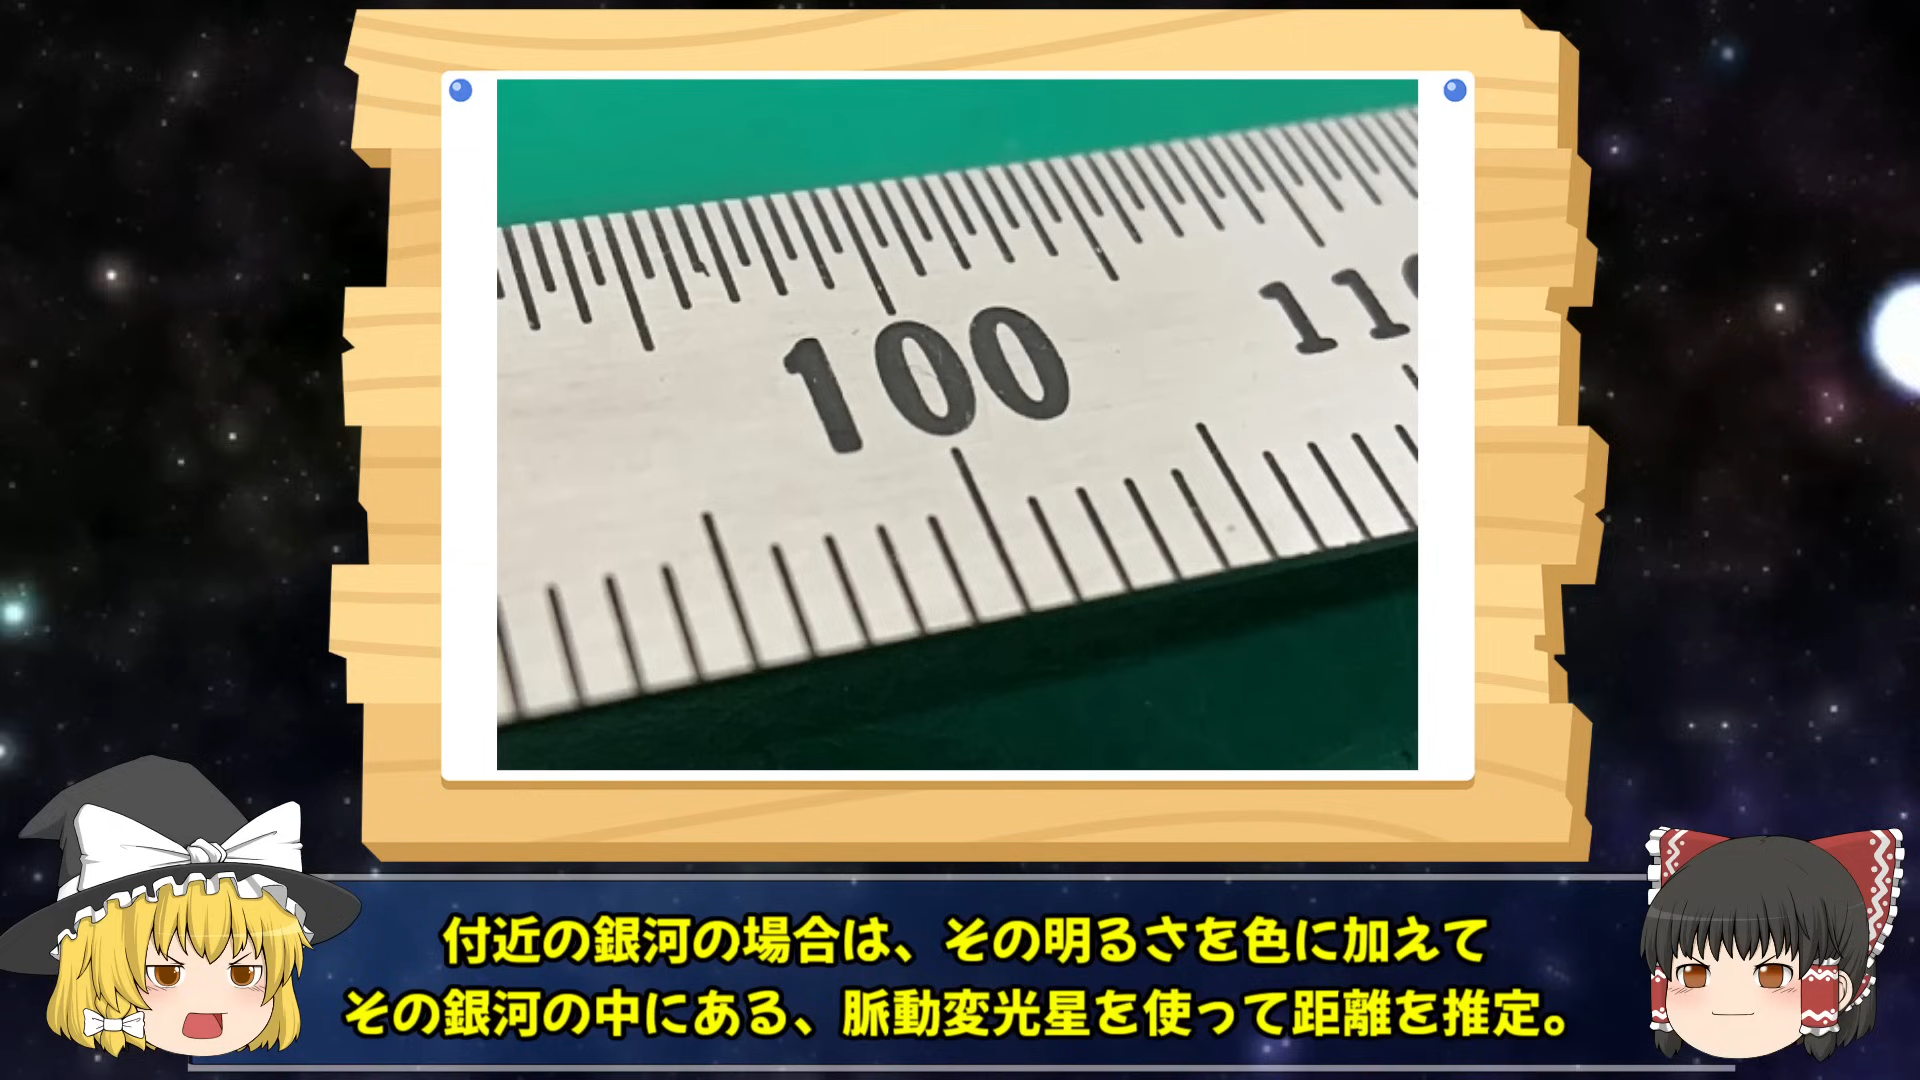 100
11
付近の銀河の場合は、その明るさを色に加えて
その銀河の中にある、脈動変光星を使って距離を推定。